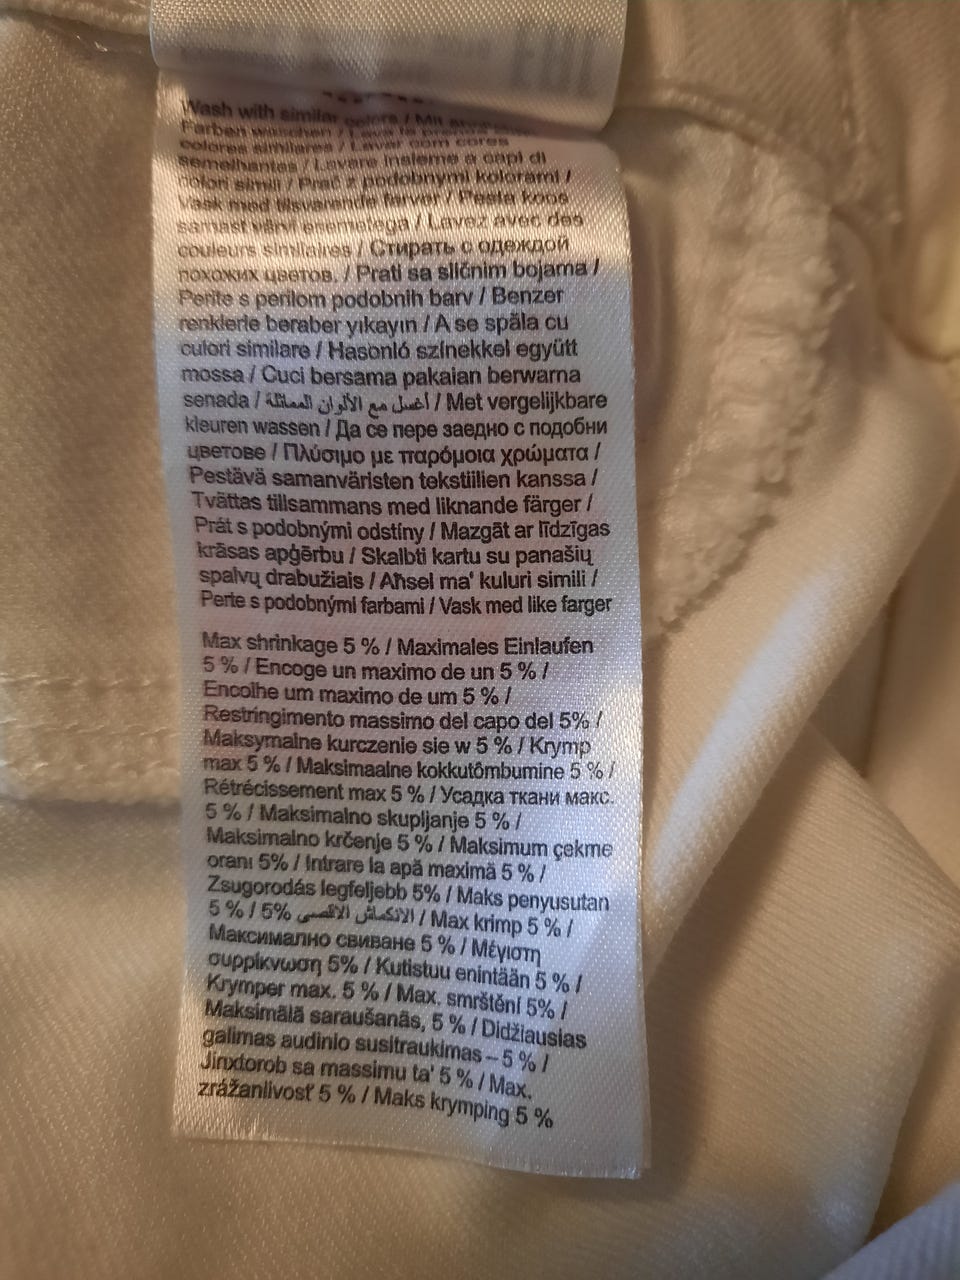 Wash with similar colors / Mit
Farben waschen / Lava la prenda
colores similares / Lavar com cores
semelhantes / Lavare insieme a capi di
colori simili / Prać z podobnymi kolorami /
Vask med tilsvarende farver / Pesta koos
samast värvi esemetega / Lavez avec des
couleurs similaires / Стирать с одеждой
похожих цветов. / Prati sa sličnim bojama /
Perite s perilom podobnih barv / Benzer
renklerle beraber yıkayın / A se spăla cu
culori similare / Hasonló színekkel együtt
mossa / Cuci bersama pakaian berwarna
senada / أغسل مع الألوان المماثلة / Met vergelijkbare
kleuren wassen / Да се пере заедно с подобни
цветове / Πλύσιμο με παρόμοια χρώματα /
Pestävä samanväristen tekstiilien kanssa /
Tvättas tillsammans med liknande färger /
Prát s podobnými odstíny / Mazgāt ar līdzīgas
krāsas apģērbu / Skalbti kartu su panašių
spalvų drabužiais / Aħsel ma' kuluri simili /
Perte s podobnými farbami / Vask med like farger
Max shrinkage 5 % / Maximales Einlaufen
5 % / Encoge un maximo de un 5 % /
Encolhe um maximo de um 5 % /
Restringimento massimo del capo del 5% /
Maksymalne kurczenie sie w 5 % / Krymp
max 5 % / Maksimaalne kokkutõmbumine 5 % /
Rétrécissement max 5 % / Усадка ткани макс.
5 % / Maksimalno skupljanje 5 % /
Maksimalno krčenje 5 % / Maksimum çekme
oranı 5% / Intrare la apă maximă 5 % /
Zsugorodás legfeljebb 5% / Maks penyusutan
5 % / 5% الانكماش الأقصى / Max krimp 5 % /
Максимално свиване 5 % / Μέγιστη
συρρίκνωση 5% / Kutistuu enintään 5 % /
Krymper max. 5 % / Max. smrštění 5% /
Maksimālā saraušanās, 5 % / Didžiausias
galimas audinio susitraukimas – 5 % /
Jinxtorob sa massimu ta' 5 % / Max.
zrážanlivosť 5 % / Maks krymping 5 %